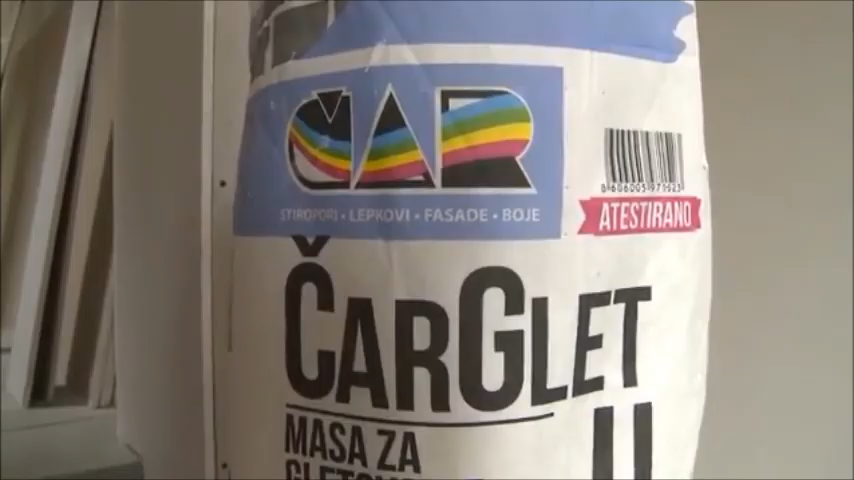 ČAR
STIROPORI • LEPKOVI • FASADE • BOJE
ATESTIRANO
ČARGLET
MASA ZA
U